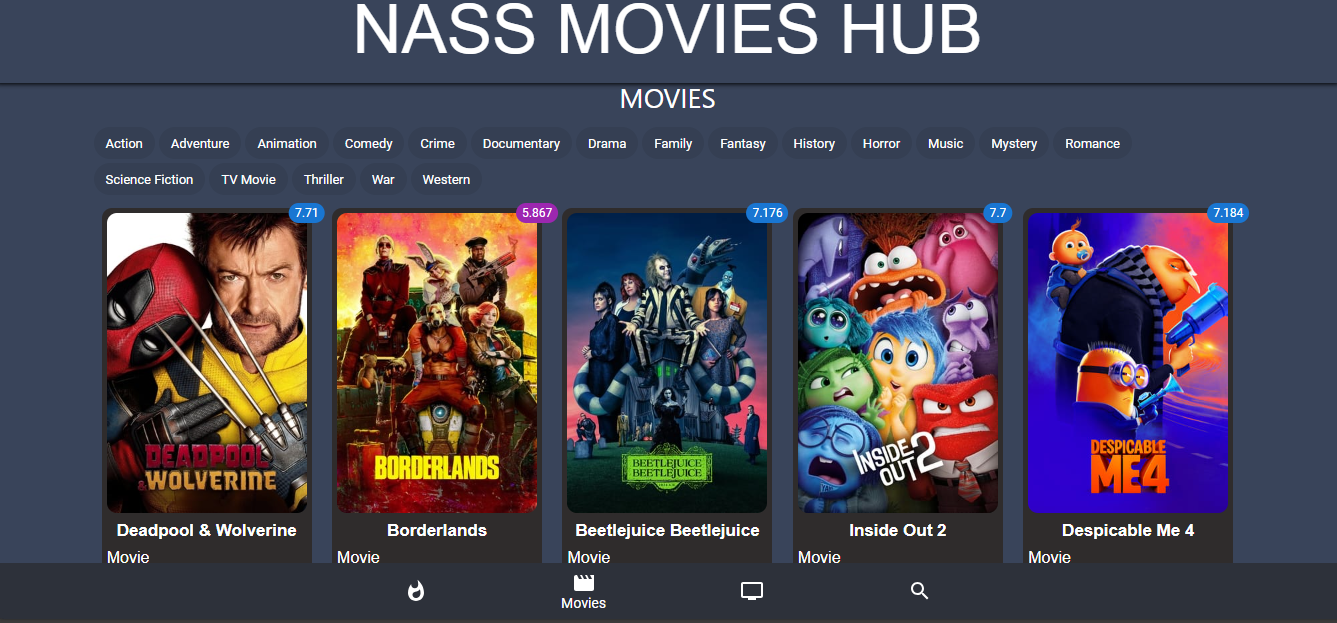 NASS MOVIES HUB
MOVIES
Action Adventure Animation Comedy Crime Documentary Drama Family Fantasy History Horror Music Mystery Romance
Science Fiction TV Movie Thriller War Western
7.71 5.867 7.176 7.7 7.184
DEADPOOL
& WOLVERINE
BORDERLANDS
BEETLEJUICE
BEETLEJUICE
INSIDE
OUT 2
DESPICABLE
ME 4
Deadpool & Wolverine Borderlands Beetlejuice Beetlejuice Inside Out 2 Despicable Me 4
Movie Movie Movie Movie Movie
Movies